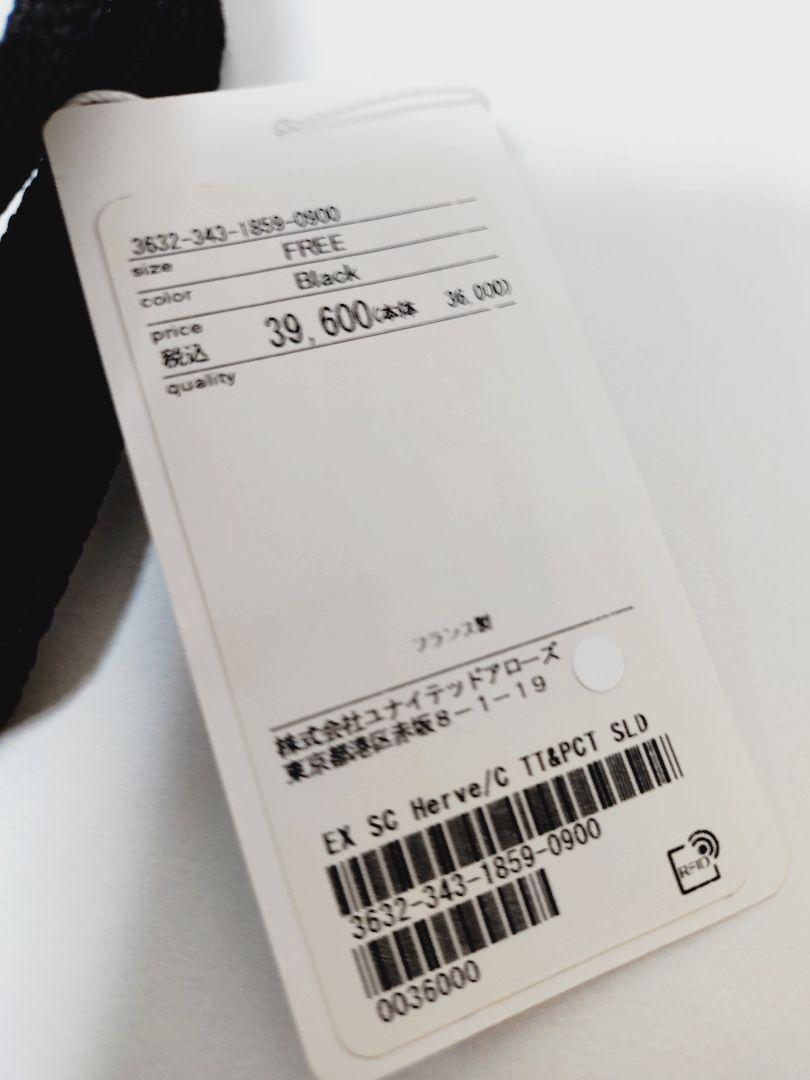 3632-343-1859-0900
size FREE
color Black
price 税込 39,600(本体 36,000)
quality
フランス製
株式会社ユナイテッドアローズ
東京都港区赤坂8-1-19
EX SC Herve/C TT&PCT SLD
3632-343-1859-0900
RFID
0036000